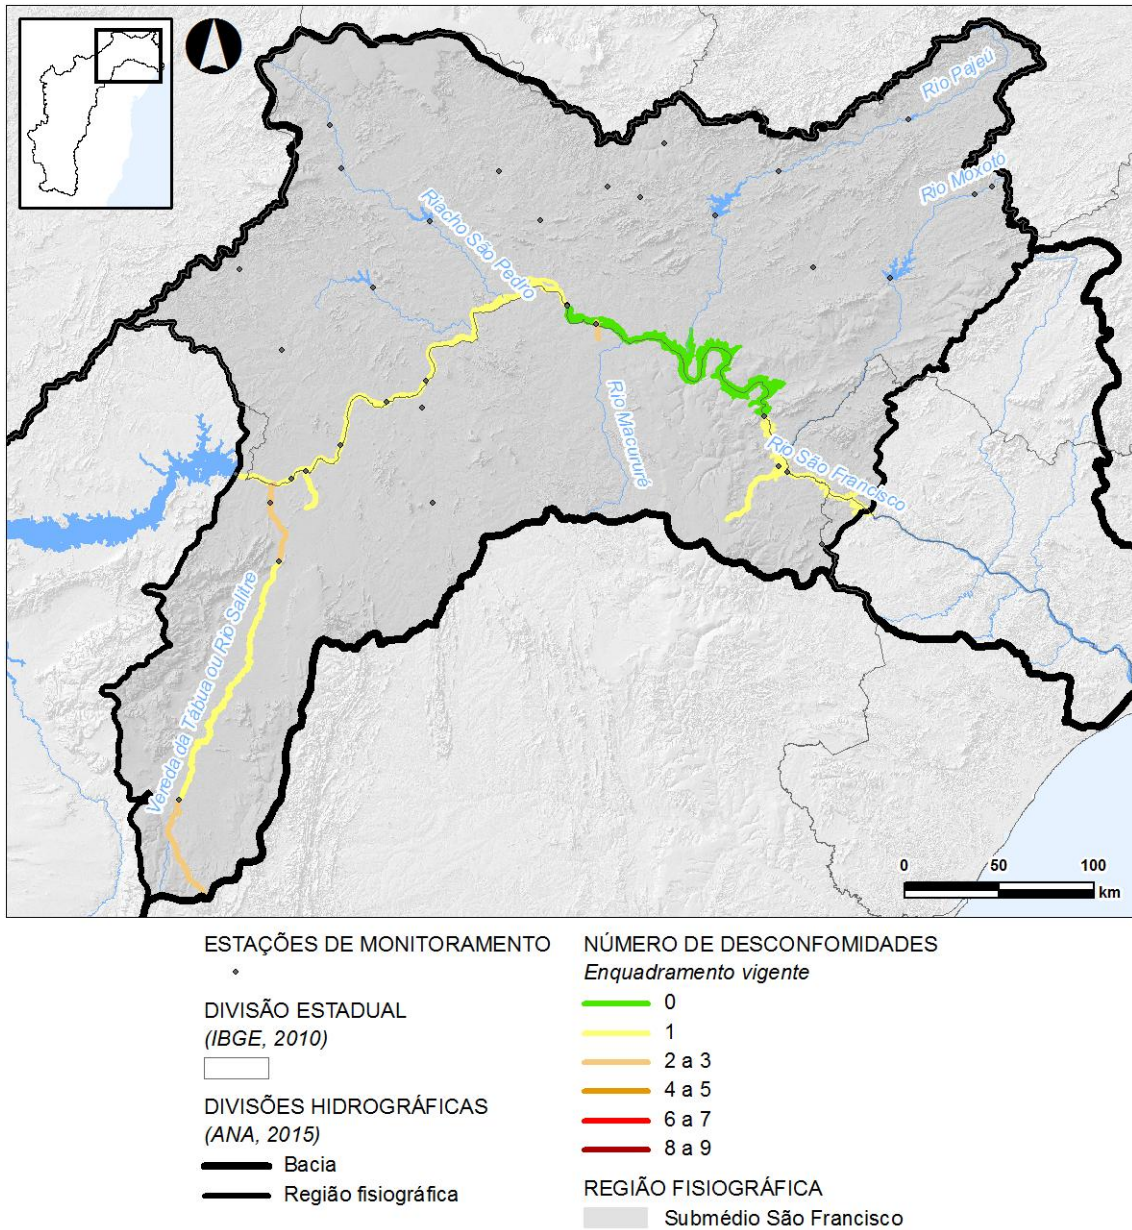 Rio Pajeú
Rio Moxotó
Riacho São Pedro
Rio Macururé
Rio São Francisco
Vereda da Tábua ou Rio Salitre
0 50 100
km
ESTAÇÕES DE MONITORAMENTO
DIVISÃO ESTADUAL
(IBGE, 2010)
DIVISÕES HIDROGRÁFICAS
(ANA, 2015)
Bacia
Região fisiográfica
NÚMERO DE DESCONFOMIDADES
Enquadramento vigente
0
1
2 a 3
4 a 5
6 a 7
8 a 9
REGIÃO FISIOGRÁFICA
Submédio São Francisco